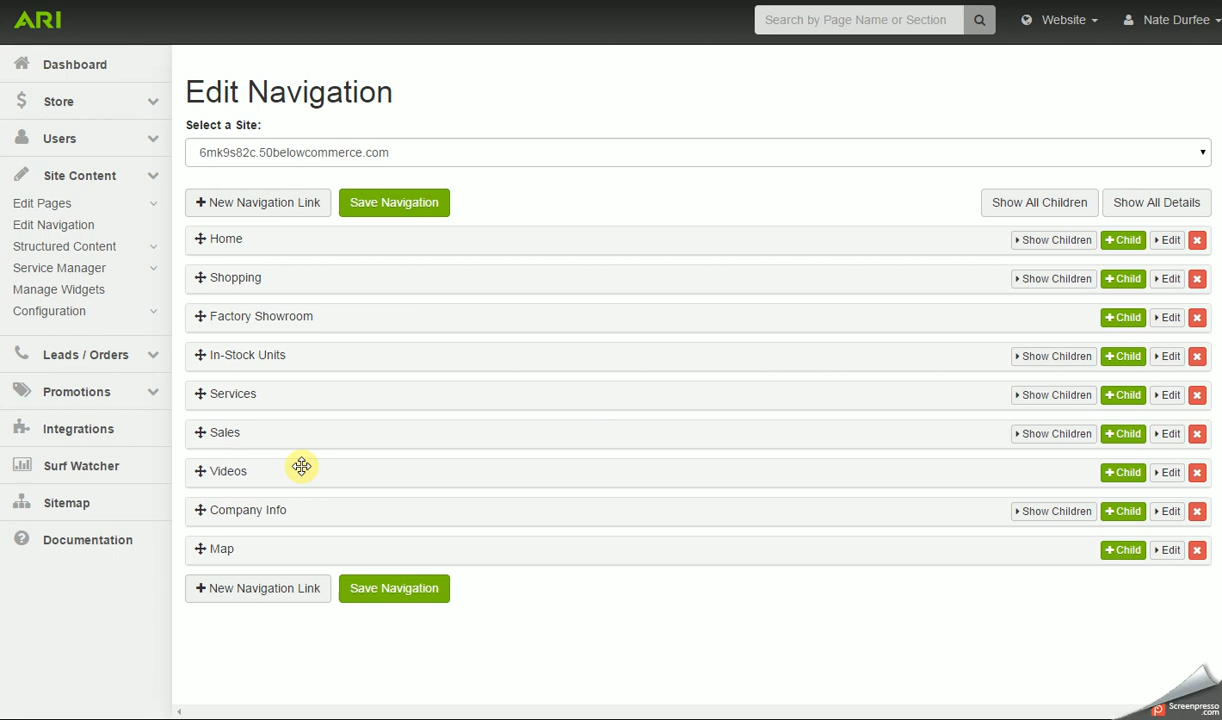 ARI
Search by Page Name or Section
Website
Nate Durfee
Dashboard
Store
Users
Site Content
Edit Pages
Edit Navigation
Structured Content
Service Manager
Manage Widgets
Configuration
Leads / Orders
Promotions
Integrations
Surf Watcher
Sitemap
Documentation
Edit Navigation
Select a Site:
6mk9s82c.50belowcommerce.com
New Navigation Link Save Navigation Show All Children Show All Details
Home Show Children Child Edit
Shopping Show Children Child Edit
Factory Showroom Child Edit
In-Stock Units Show Children Child Edit
Services Show Children Child Edit
Sales Show Children Child Edit
Videos Child Edit
Company Info Show Children Child Edit
Map Child Edit
New Navigation Link Save Navigation
Screenpresso
.com